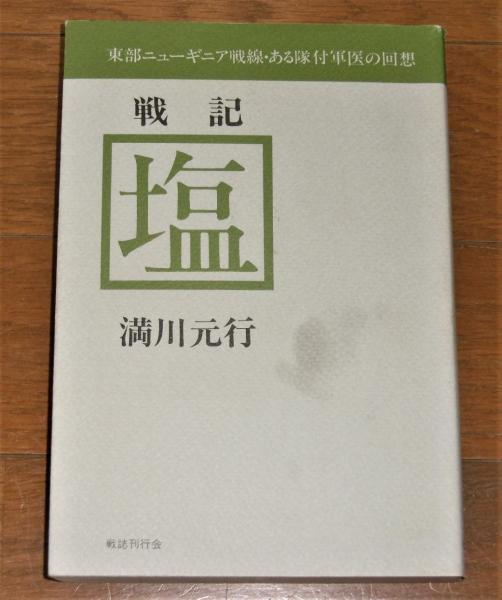 東部ニューギニア戦線・ある隊付軍医の回想
戦記
塩
満川元行
戦誌刊行会